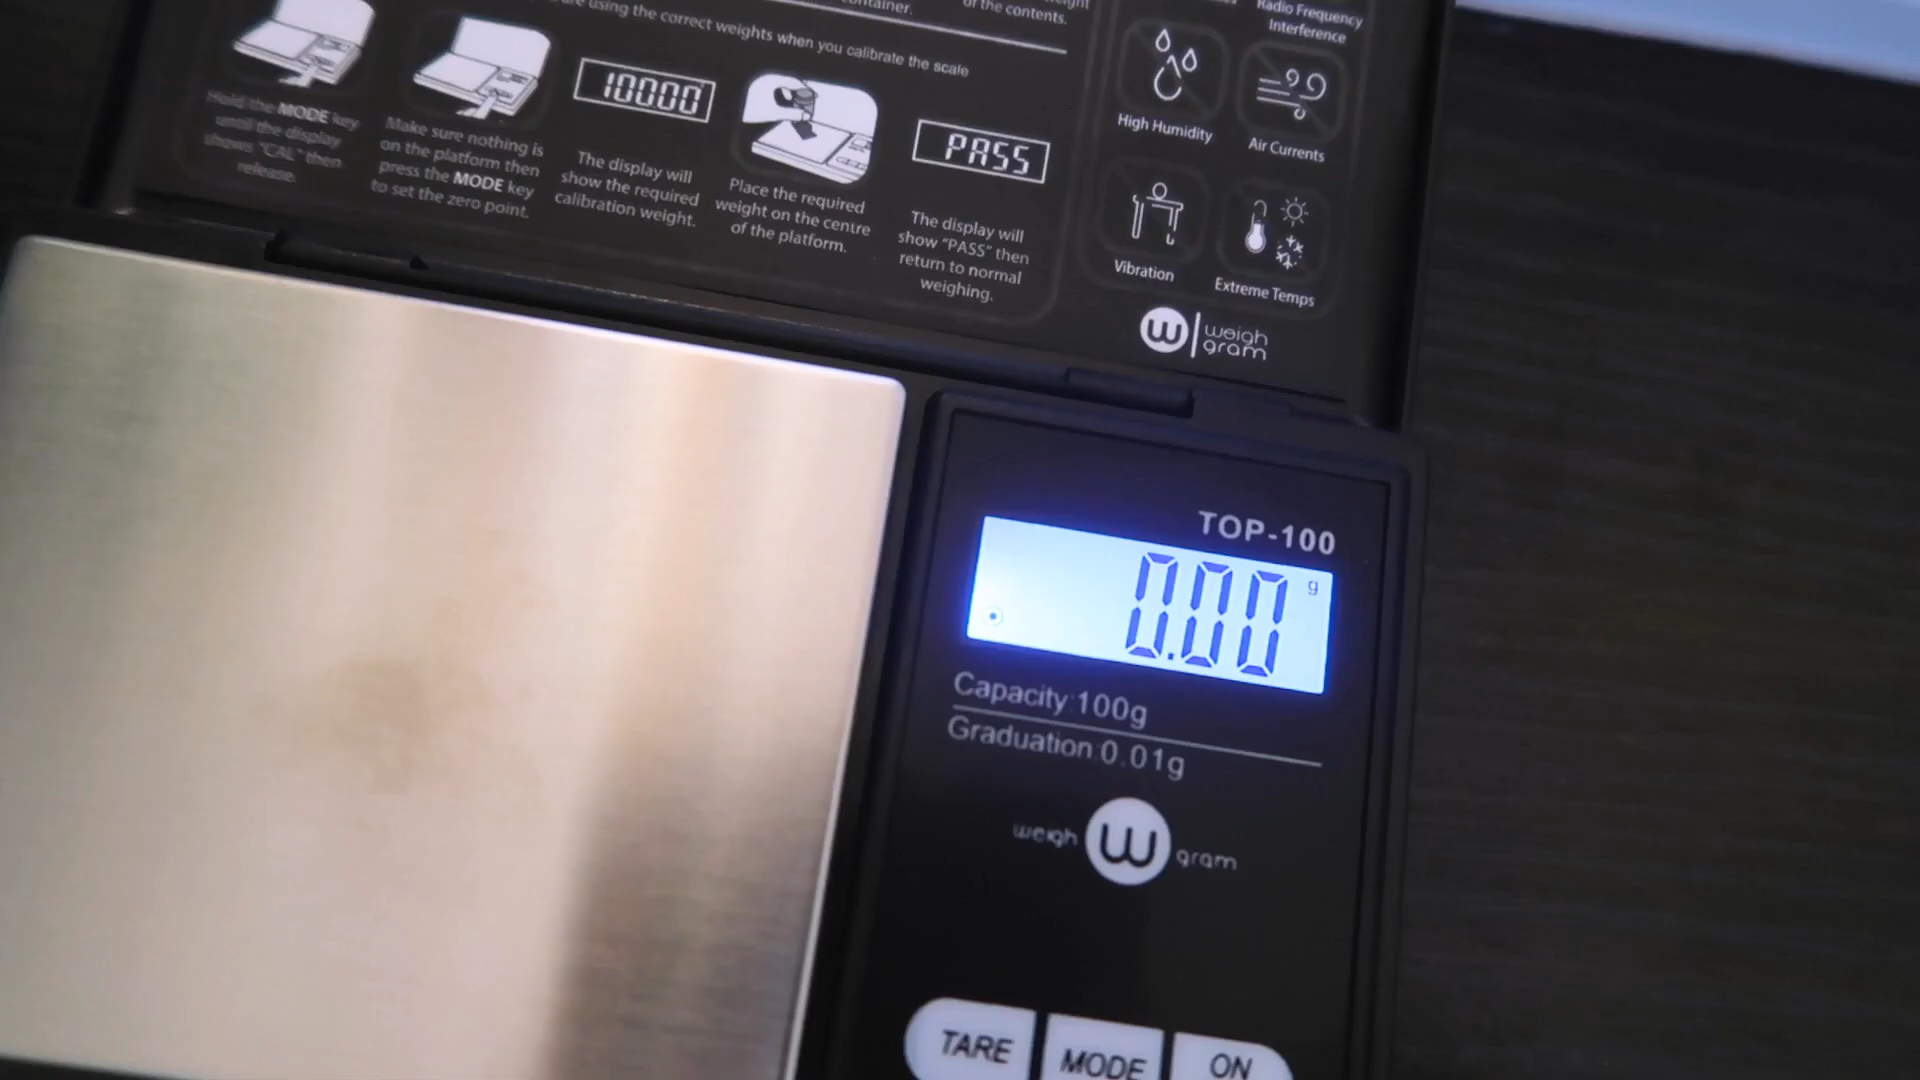 container.
of the contents.
using the correct weights when you calibrate the scale
Hold the MODE key
until the display
shows "CAL" then
release.
Make sure nothing is
on the platform then
press the MODE key
to set the zero point.
10000
The display will
show the required
calibration weight.
Place the required
weight on the centre
of the platform.
PASS
The display will
show "PASS" then
return to normal
weighing.
Radio Frequency
Interference
High Humidity
Air Currents
Vibration
Extreme Temps
W weigh
gram
TOP-100
0.00 g
Capacity:100g
Graduation:0.01g
weigh W gram
TARE
MODE
ON